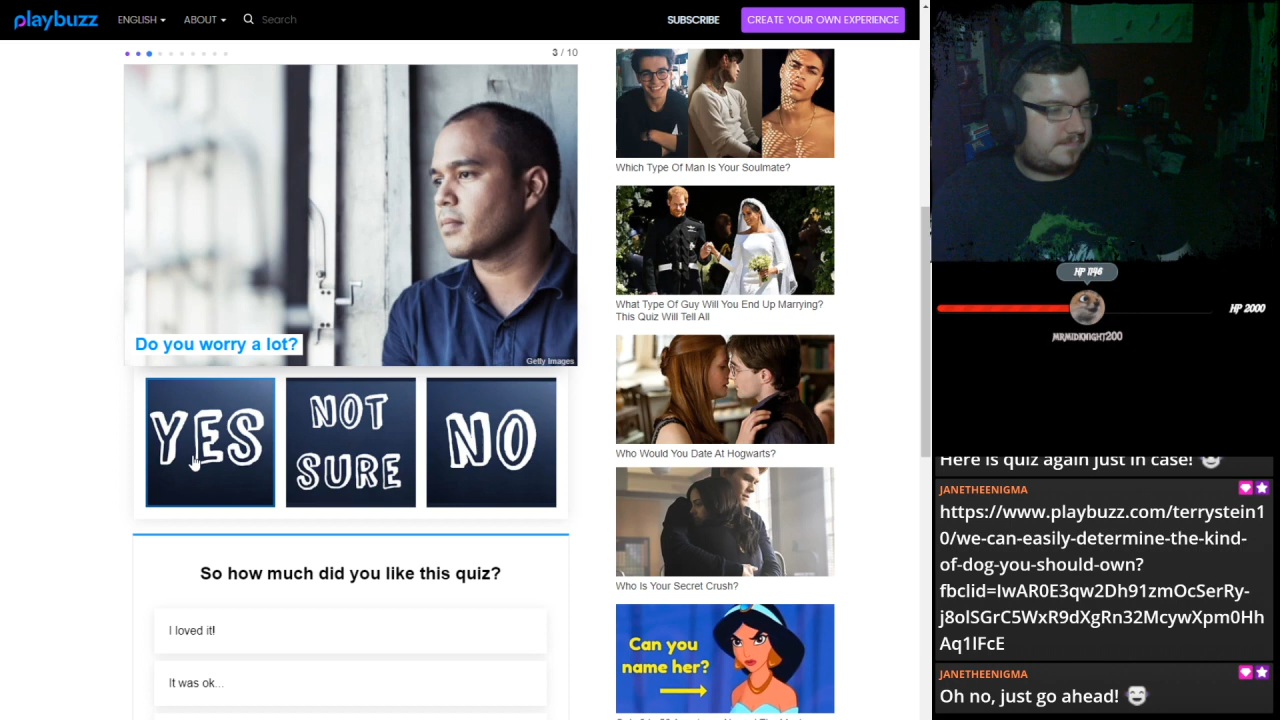 playbuzz
ENGLISH
ABOUT
Search
SUBSCRIBE
CREATE YOUR OWN EXPERIENCE
3 / 10
Do you worry a lot?
Getty Images
YES
NOT
SURE
NO
So how much did you like this quiz?
I loved it!
It was ok...
Which Type Of Man Is Your Soulmate?
What Type Of Guy Will You End Up Marrying?
This Quiz Will Tell All
Who Would You Date At Hogwarts?
Who Is Your Secret Crush?
Can you
name her?
HP 1146
HP 2000
MRMIDKNIGHT200
Here is quiz again just in case!
JANETHEENIGMA
https://www.playbuzz.com/terrystein1
0/we-can-easily-determine-the-kind-
of-dog-you-should-own?
fbclid=IwAR0E3qw2Dh91zmOcSerRy-
j8olSGrC5WxR9dXgRn32McywXpm0Hh
Aq1lFcE
JANETHEENIGMA
Oh no, just go ahead!